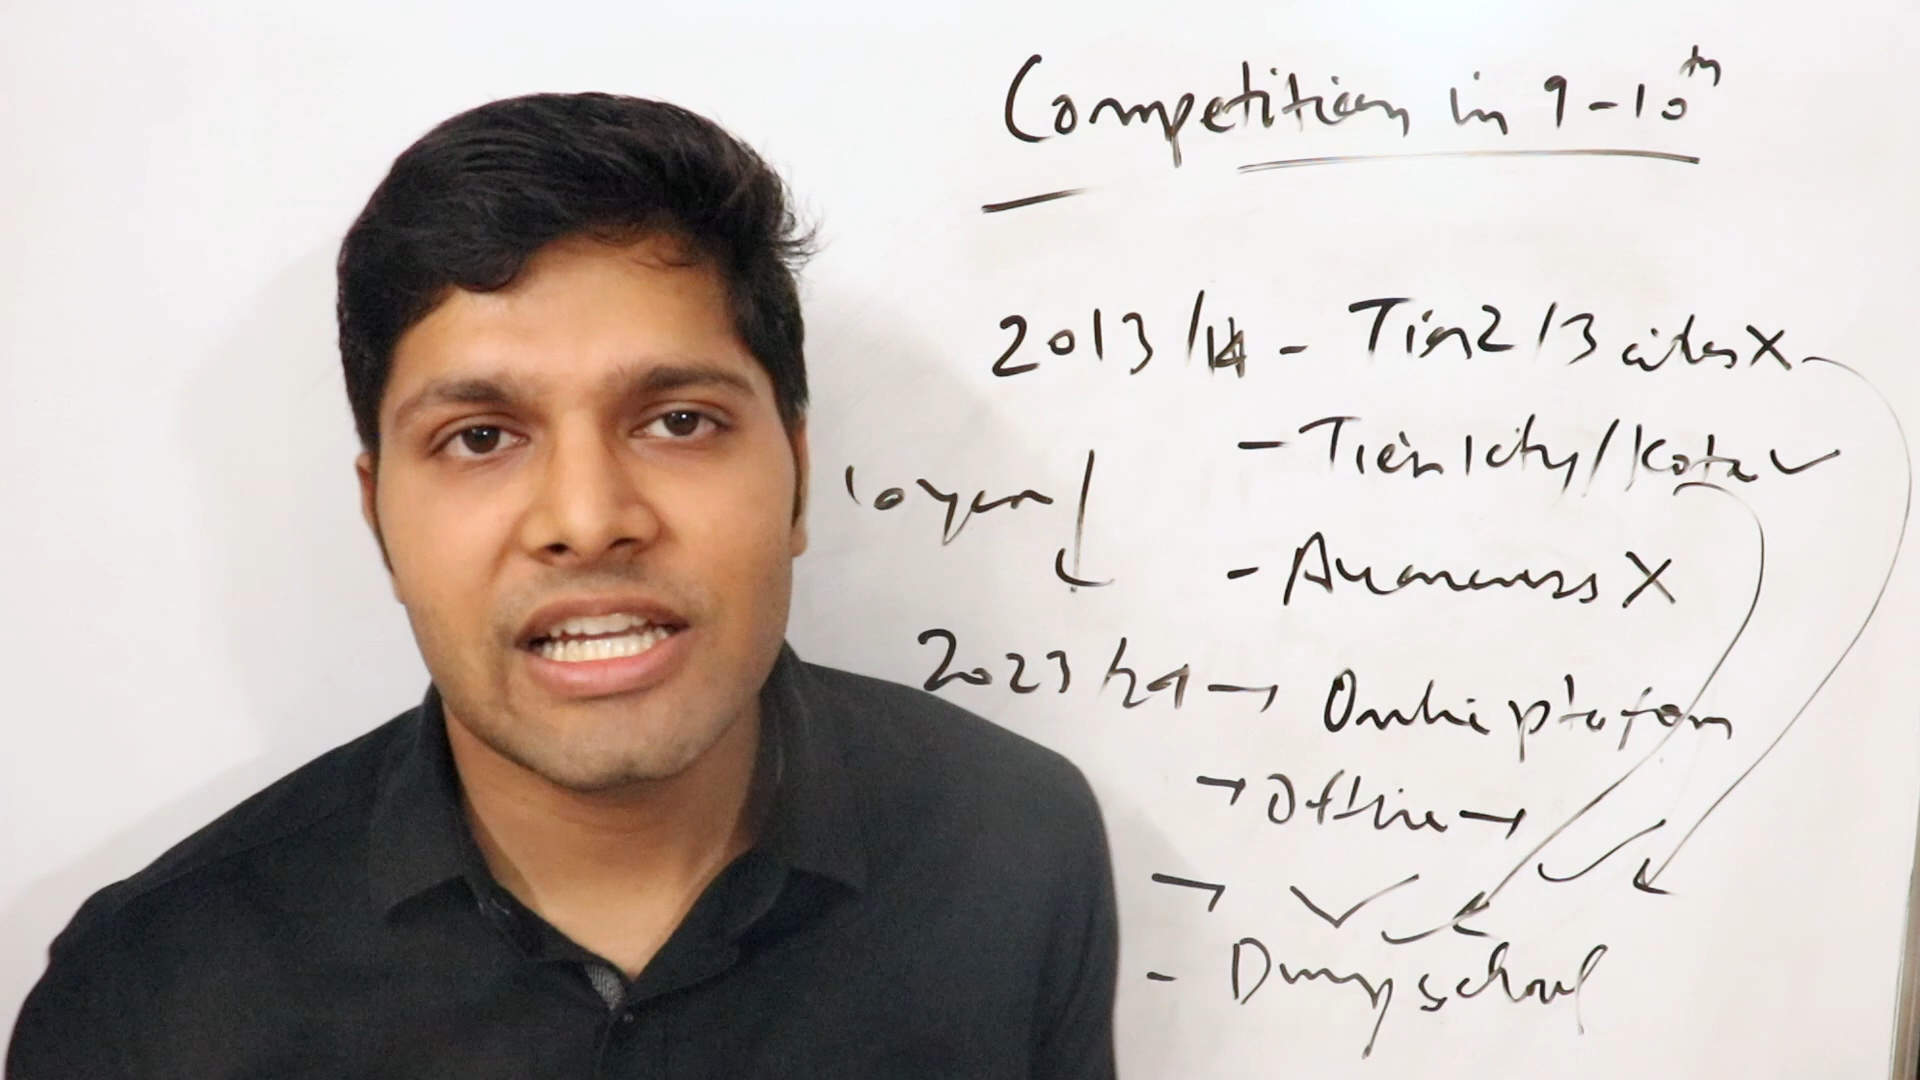 Competition in 9-10th
2013/14 - Tier 2/3 cities X
- Tier 1 city/Kota ✓
10 year ↓
- Awareness X
2023/24 → Online platform
→ Offline → ✓
→ ✓
- Dummy school